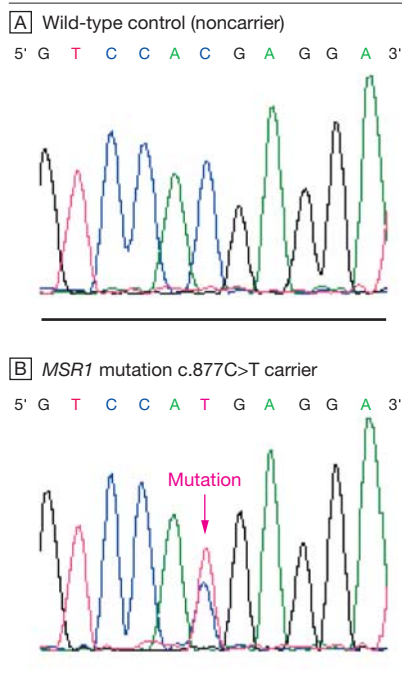 A Wild-type control (noncarrier)
5' G T C C A C G A G G A 3'
B MSR1 mutation c.877C>T carrier
5' G T C C A T G A G G A 3'
Mutation